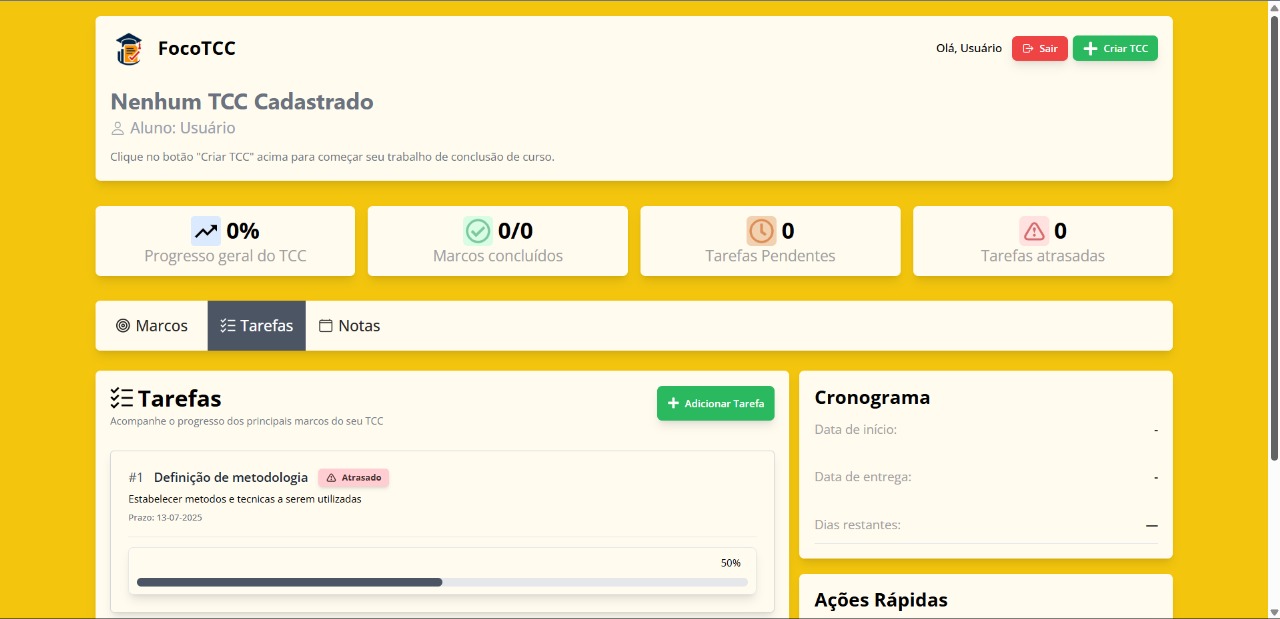 FocoTCC
Olá, Usuário
Sair
Criar TCC
Nenhum TCC Cadastrado
Aluno: Usuário
Clique no botão "Criar TCC" acima para começar seu trabalho de conclusão de curso.
0%
Progresso geral do TCC
0/0
Marcos concluídos
0
Tarefas Pendentes
0
Tarefas atrasadas
Marcos
Tarefas
Notas
Tarefas
Acompanhe o progresso dos principais marcos do seu TCC
Adicionar Tarefa
#1 Definição de metodologia
Atrasado
Estabelecer metodos e tecnicas a serem utilizadas
Prazo: 13-07-2025
50%
Cronograma
Data de início: -
Data de entrega: -
Dias restantes: —
Ações Rápidas